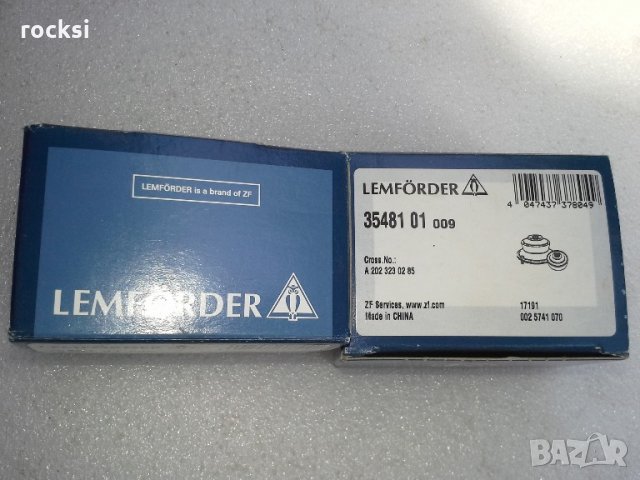 rocksi
LEMFÖRDER is a brand of ZF
LEMFÖRDER
LEMFÖRDER
35481 01 009
4 047437 378049
Cross.No.:
A 202 323 02 85
ZF Services, www.zf.com
17191
Made in CHINA
002 5741 070
BAZAR